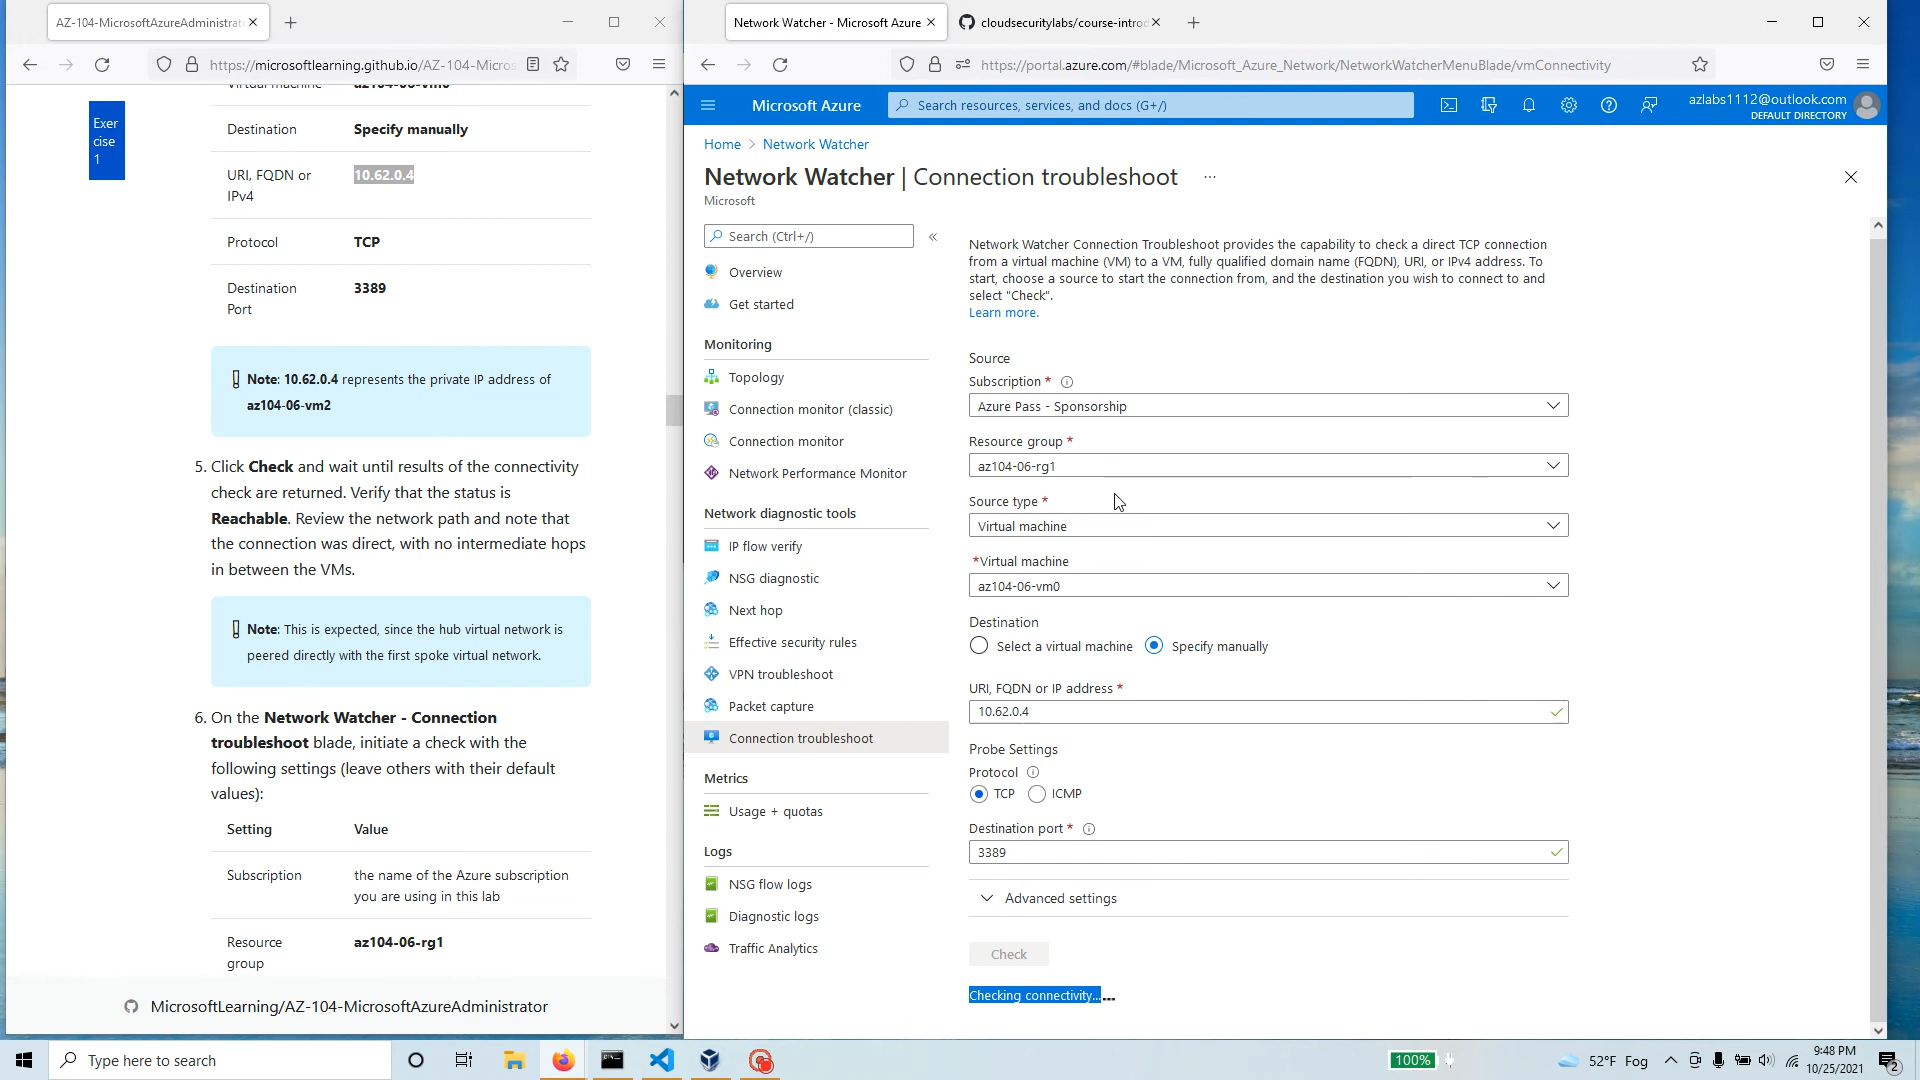 AZ-104-MicrosoftAzureAdministrat
https://microsoftlearning.github.io/AZ-104-Micros
Exer
cise
1
Virtual machine az104-06-vm0
Destination Specify manually
URI, FQDN or
IPv4
10.62.0.4
Protocol TCP
Destination
Port
3389
Note: 10.62.0.4 represents the private IP address of
az104-06-vm2
5. Click Check and wait until results of the connectivity
check are returned. Verify that the status is
Reachable. Review the network path and note that
the connection was direct, with no intermediate hops
in between the VMs.
Note: This is expected, since the hub virtual network is
peered directly with the first spoke virtual network.
6. On the Network Watcher - Connection
troubleshoot blade, initiate a check with the
following settings (leave others with their default
values):
Setting Value
Subscription the name of the Azure subscription
you are using in this lab
Resource
group
az104-06-rg1
MicrosoftLearning/AZ-104-MicrosoftAzureAdministrator
Network Watcher - Microsoft Azure
cloudsecuritylabs/course-introd
https://portal.azure.com/#blade/Microsoft_Azure_Network/NetworkWatcherMenuBlade/vmConnectivity
Microsoft Azure
Search resources, services, and docs (G+/)
azlabs1112@outlook.com
DEFAULT DIRECTORY
Home > Network Watcher
Network Watcher | Connection troubleshoot ...
Microsoft
Search (Ctrl+/)
«
Overview
Get started
Monitoring
Topology
Connection monitor (classic)
Connection monitor
Network Performance Monitor
Network diagnostic tools
IP flow verify
NSG diagnostic
Next hop
Effective security rules
VPN troubleshoot
Packet capture
Connection troubleshoot
Metrics
Usage + quotas
Logs
NSG flow logs
Diagnostic logs
Traffic Analytics
Network Watcher Connection Troubleshoot provides the capability to check a direct TCP connection
from a virtual machine (VM) to a VM, fully qualified domain name (FQDN), URI, or IPv4 address. To
start, choose a source to start the connection from, and the destination you wish to connect to and
select "Check".
Learn more.
Source
Subscription *
Azure Pass - Sponsorship
Resource group *
az104-06-rg1
Source type *
Virtual machine
*Virtual machine
az104-06-vm0
Destination
Select a virtual machine Specify manually
URI, FQDN or IP address *
10.62.0.4
Probe Settings
Protocol
TCP ICMP
Destination port *
3389
Advanced settings
Check
Checking connectivity...
Type here to search
100%
52°F Fog
9:48 PM
10/25/2021
2